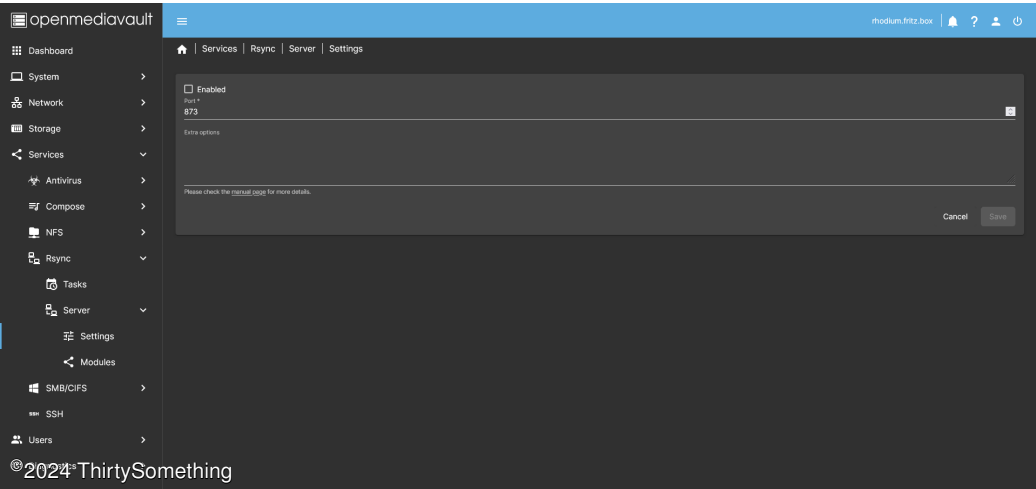 openmediavault
rhodium.fritz.box
?
Dashboard
System
Network
Storage
Services
Antivirus
Compose
NFS
Rsync
Tasks
Server
Settings
Modules
SMB/CIFS
SSH SSH
Users
Diagnostics
Services | Rsync | Server | Settings
Enabled
Port *
873
Extra options
Please check the manual page for more details.
Cancel Save
©2024 ThirtySomething